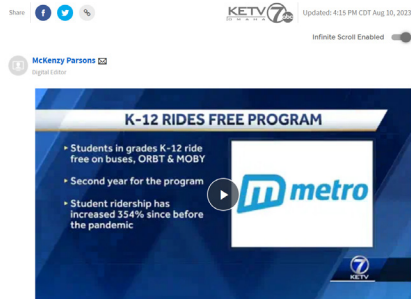 Share
KETV 7 abc
OMAHA
Updated: 4:19 PM CDT Aug 10, 2023
Infinite Scroll Enabled
McKenzy Parsons
Digital Editor
K-12 RIDES FREE PROGRAM
Students in grades K-12 ride
free on buses, ORBT & MOBY
Second year for the program
Student ridership has
increased 354% since before
the pandemic
metro
7
KETV